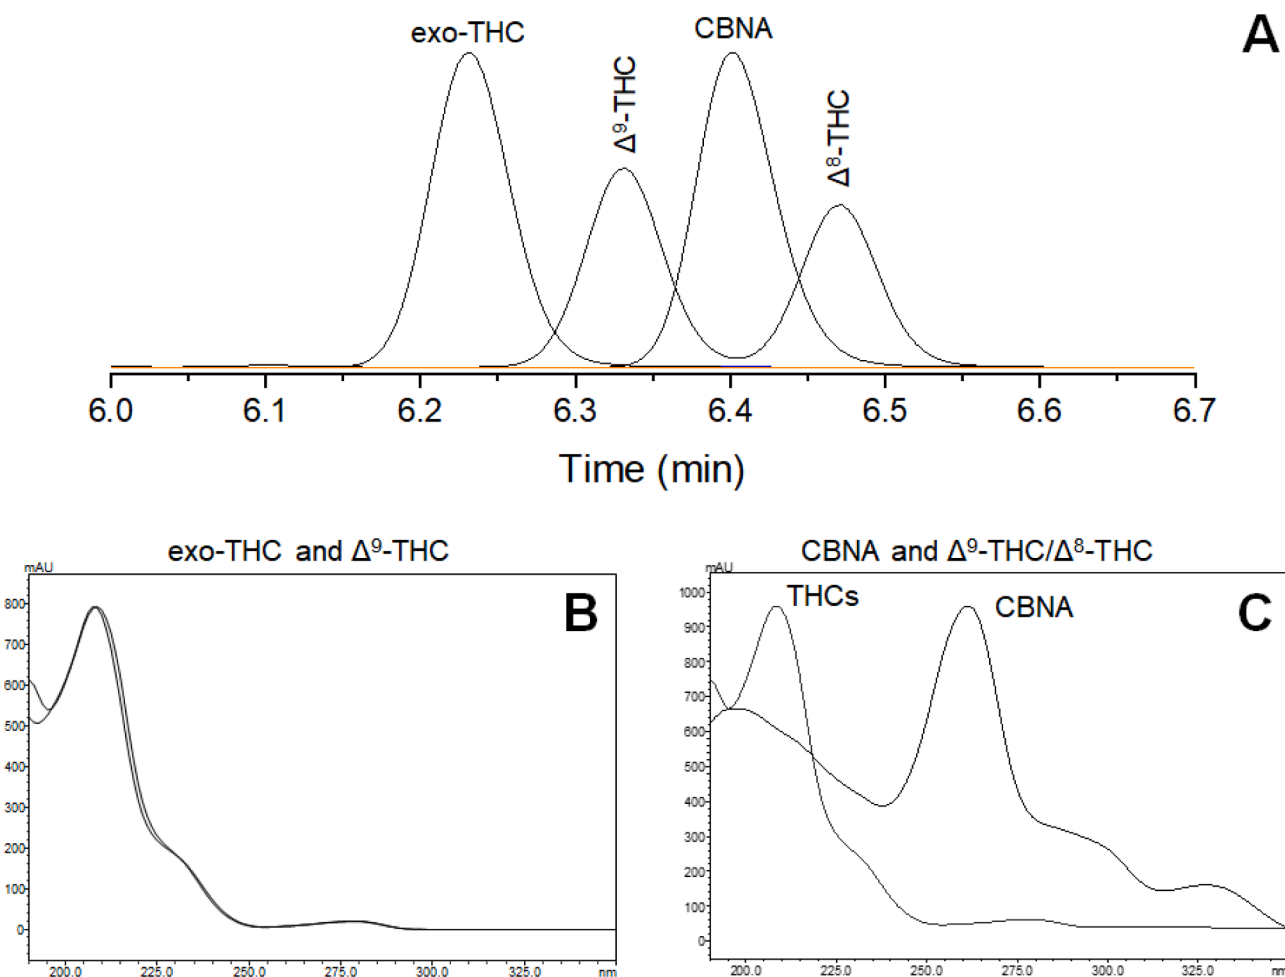 exo-THC
CBNA
A
Δ⁹-THC
Δ⁸-THC
6.0 6.1 6.2 6.3 6.4 6.5 6.6 6.7
Time (min)
exo-THC and Δ⁹-THC
mAU
B
800
700
600
500
400
300
200
100
0
200.0 225.0 250.0 275.0 300.0 325.0 nm
CBNA and Δ⁹-THC/Δ⁸-THC
mAU
THCs
CBNA
C
1000
900
800
700
600
500
400
300
200
100
0
200.0 225.0 250.0 275.0 300.0 325.0 nm